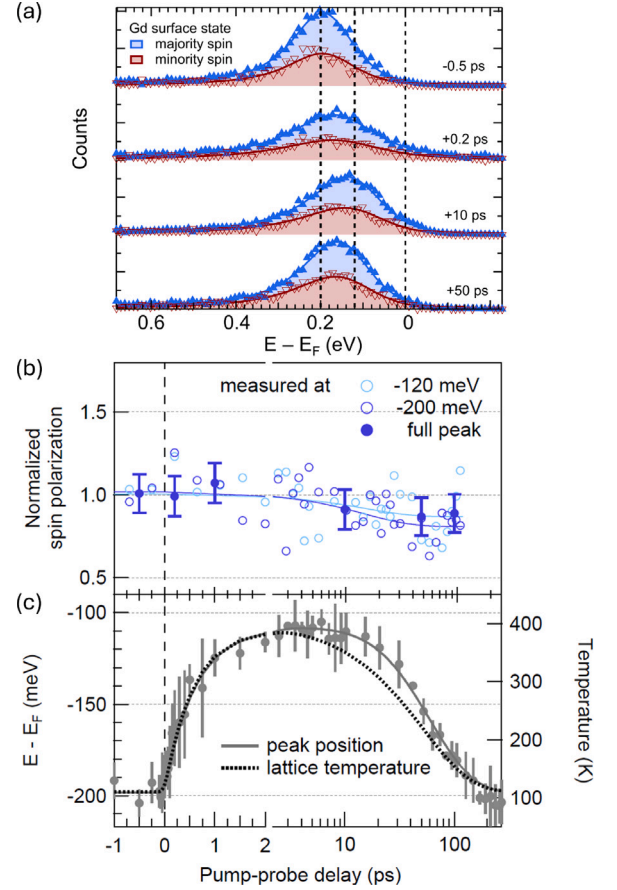 (a)
Gd surface state
majority spin
minority spin
-0.5 ps
+0.2 ps
+10 ps
+50 ps
Counts
0.6
0.4
0.2
0
E – E_F (eV)
(b)
measured at
-120 meV
-200 meV
full peak
Normalized
spin polarization
1.5
1.0
0.5
(c)
-100
-150
-200
E - E_F
(meV)
peak position
lattice temperature
400
300
200
100
Temperature
(K)
-1
0
1
2
10
100
Pump-probe delay (ps)